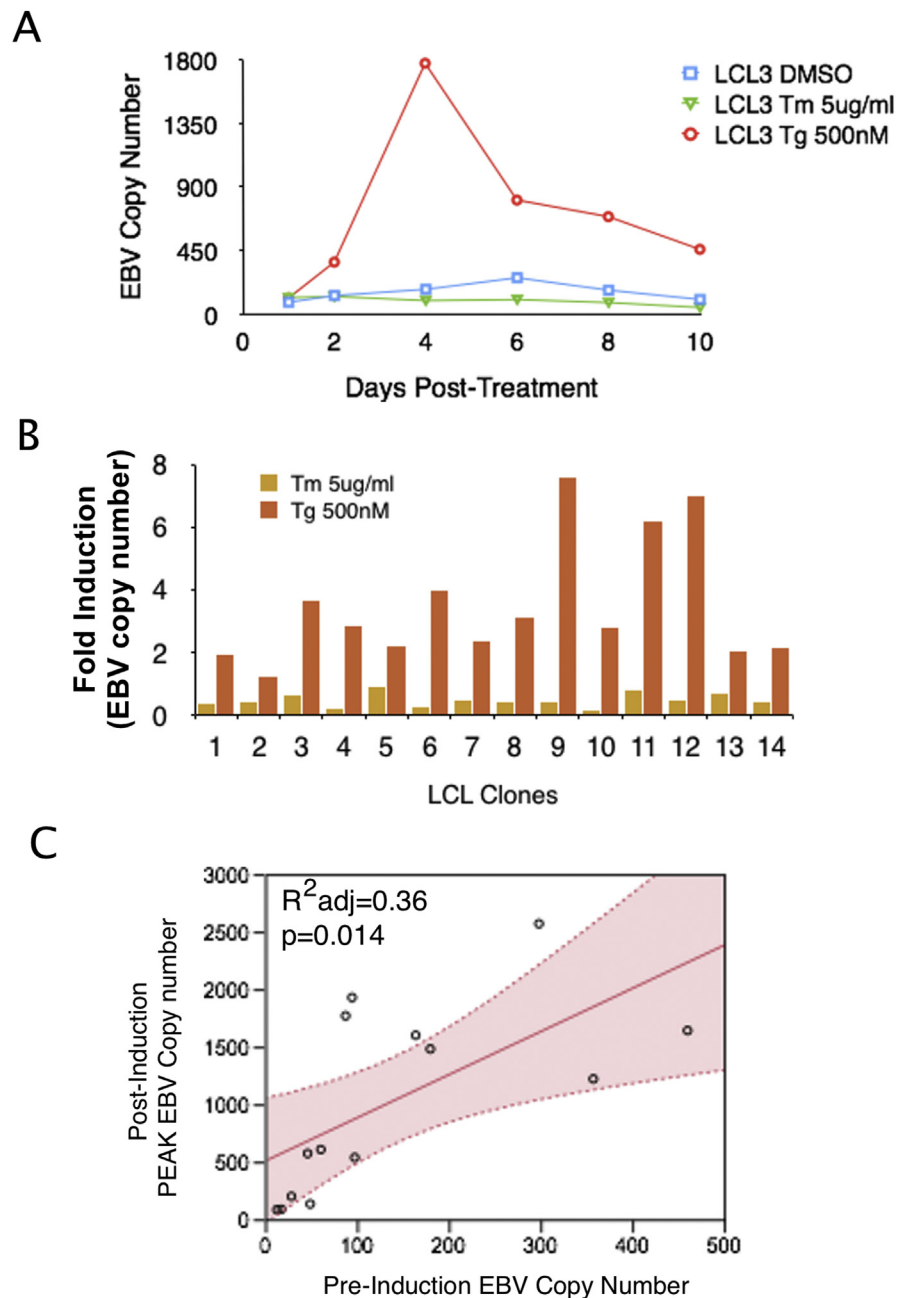 A
EBV Copy Number
1800
1350
900
450
0
0 2 4 6 8 10
Days Post-Treatment
LCL3 DMSO
LCL3 Tm 5ug/ml
LCL3 Tg 500nM
B
Fold Induction
(EBV copy number)
8
6
4
2
0
Tm 5ug/ml
Tg 500nM
1 2 3 4 5 6 7 8 9 10 11 12 13 14
LCL Clones
C
Post-Induction
PEAK EBV Copy number
3000
2500
2000
1500
1000
500
0
R²adj=0.36
p=0.014
0 100 200 300 400 500
Pre-Induction EBV Copy Number